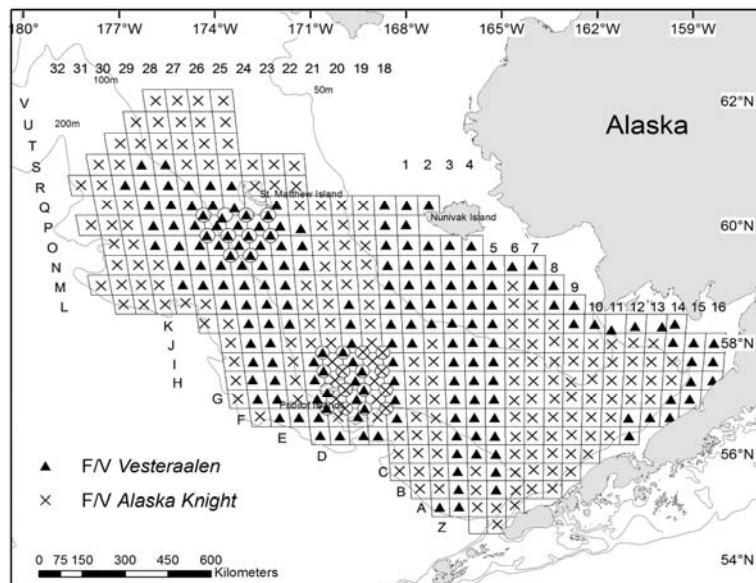 180° 177°W 174°W 171°W 168°W 165°W 162°W 159°W
32 31 30 29 28 27 26 25 24 23 22 21 20 19 18
100m
50m
V
62°N
U
200m
Alaska
T
S
1 2 3 4
R
St. Matthew Island
Q
Nunivak Island
P
60°N
O
5 6 7
N
8
M
9
L
10 11 12 13 14 15 16
K
J
58°N
I
H
G
Pribilof Islands
F
E
D
56°N
C
▲ F/V Vesteraalen
B
× F/V Alaska Knight
A
Z
0 75 150 300 450 600
Kilometers
54°N